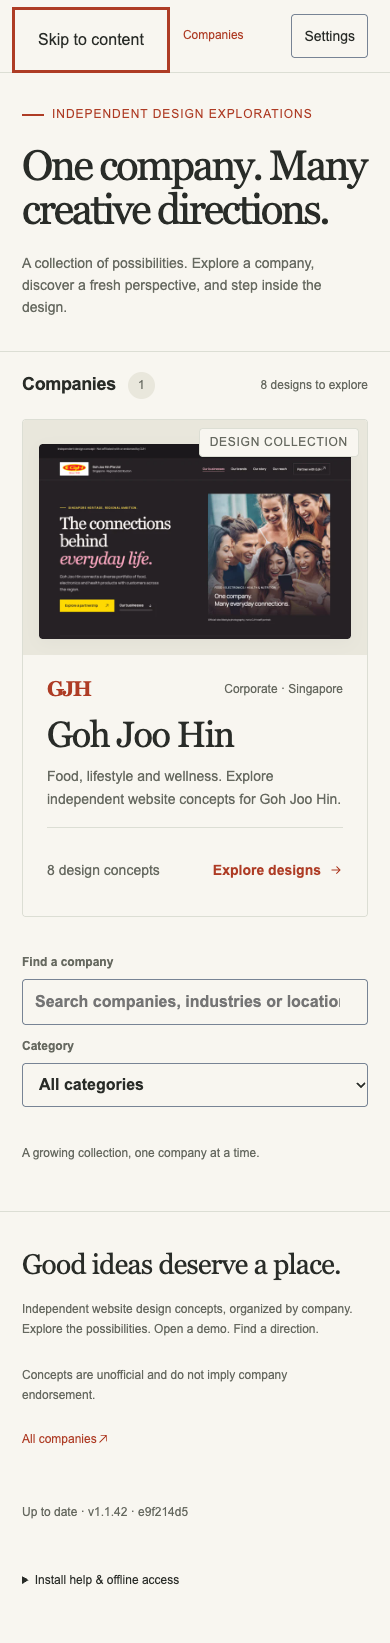 Skip to content
Companies
Settings
INDEPENDENT DESIGN EXPLORATIONS
One company. Many
creative directions.
A collection of possibilities. Explore a company,
discover a fresh perspective, and step inside the
design.
Companies 1
8 designs to explore
DESIGN COLLECTION
The connections
behind
everyday life.
One company.
Many everyday connections.
GJH
Corporate · Singapore
Goh Joo Hin
Food, lifestyle and wellness. Explore
independent website concepts for Goh Joo Hin.
8 design concepts
Explore designs →
Find a company
Search companies, industries or locatio
Category
All categories
A growing collection, one company at a time.
Good ideas deserve a place.
Independent website design concepts, organized by company.
Explore the possibilities. Open a demo. Find a direction.
Concepts are unofficial and do not imply company
endorsement.
All companies↗
Up to date · v1.1.42 · e9f214d5
Install help & offline access